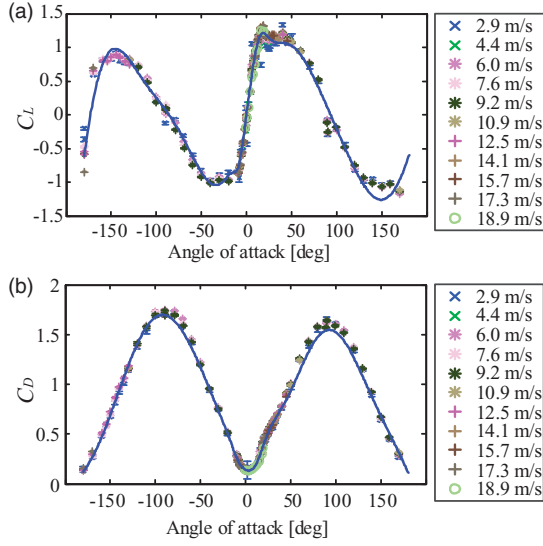 (a)
1.5
1
0.5
0
-0.5
-1
-1.5
C_L
-150 -100 -50 0 50 100 150
Angle of attack [deg]
2.9 m/s
4.4 m/s
6.0 m/s
7.6 m/s
9.2 m/s
10.9 m/s
12.5 m/s
14.1 m/s
15.7 m/s
17.3 m/s
18.9 m/s
(b)
2
1.5
1
0.5
0
C_D
-150 -100 -50 0 50 100 150
Angle of attack [deg]
2.9 m/s
4.4 m/s
6.0 m/s
7.6 m/s
9.2 m/s
10.9 m/s
12.5 m/s
14.1 m/s
15.7 m/s
17.3 m/s
18.9 m/s